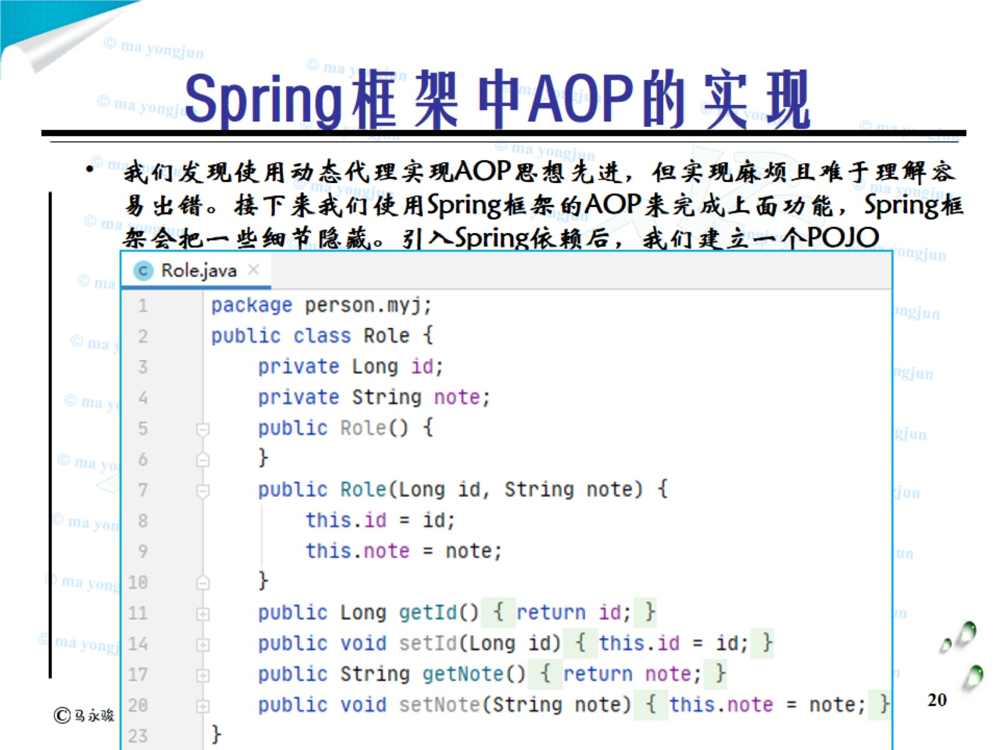 © ma yongjun
© ma yongjun
Spring框架中AOP的实现
• 我们发现使用动态代理实现AOP思想先进，但实现麻烦且难于理解容
易出错。接下来我们使用Spring框架的AOP来完成上面功能，Spring框
架会把一些细节隐藏。引入Spring依赖后，我们建立一个POJO
Role.java
1 package person.myj;
2 public class Role {
3 private Long id;
4 private String note;
5 public Role() {
6 }
7 public Role(Long id, String note) {
8 this.id = id;
9 this.note = note;
10 }
11 public Long getId() { return id; }
14 public void setId(Long id) { this.id = id; }
17 public String getNote() { return note; }
20 public void setNote(String note) { this.note = note; }
23 }
©马永骏
20